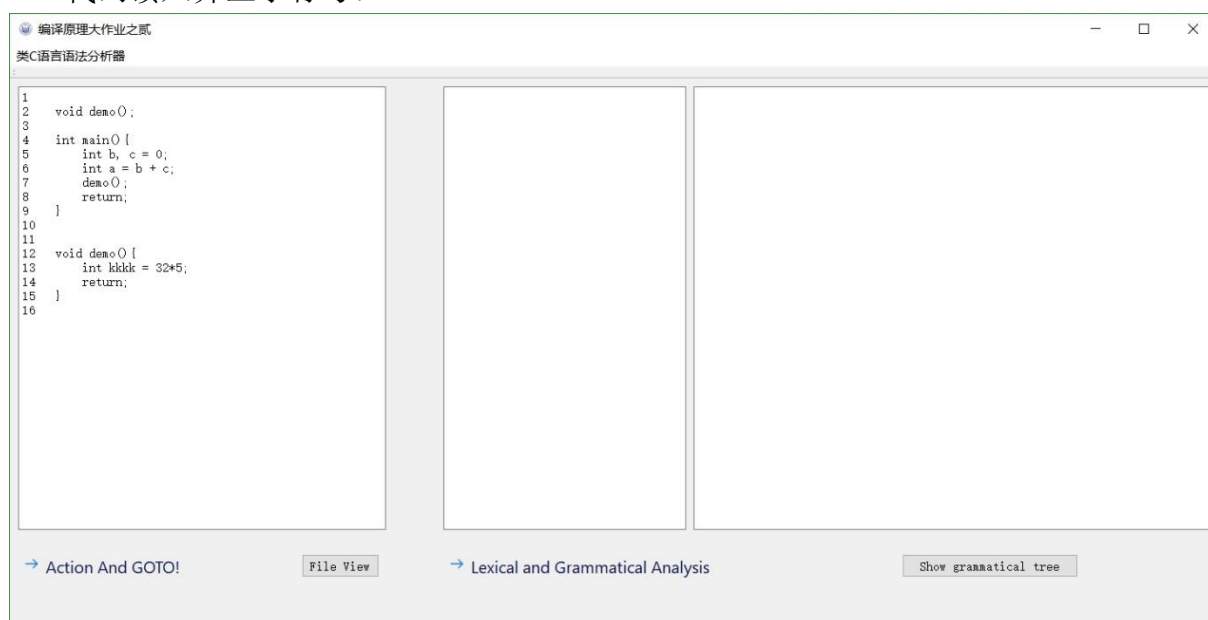 编译原理大作业之贰
类C语言语法分析器
1
2 void demo();
3
4 int main(){
5 int b, c = 0;
6 int a = b + c;
7 demo();
8 return;
9 }
10
11
12 void demo(){
13 int kkkk = 32*5;
14 return;
15 }
16
Action And GOTO!
File View
Lexical and Grammatical Analysis
Show grammatical tree